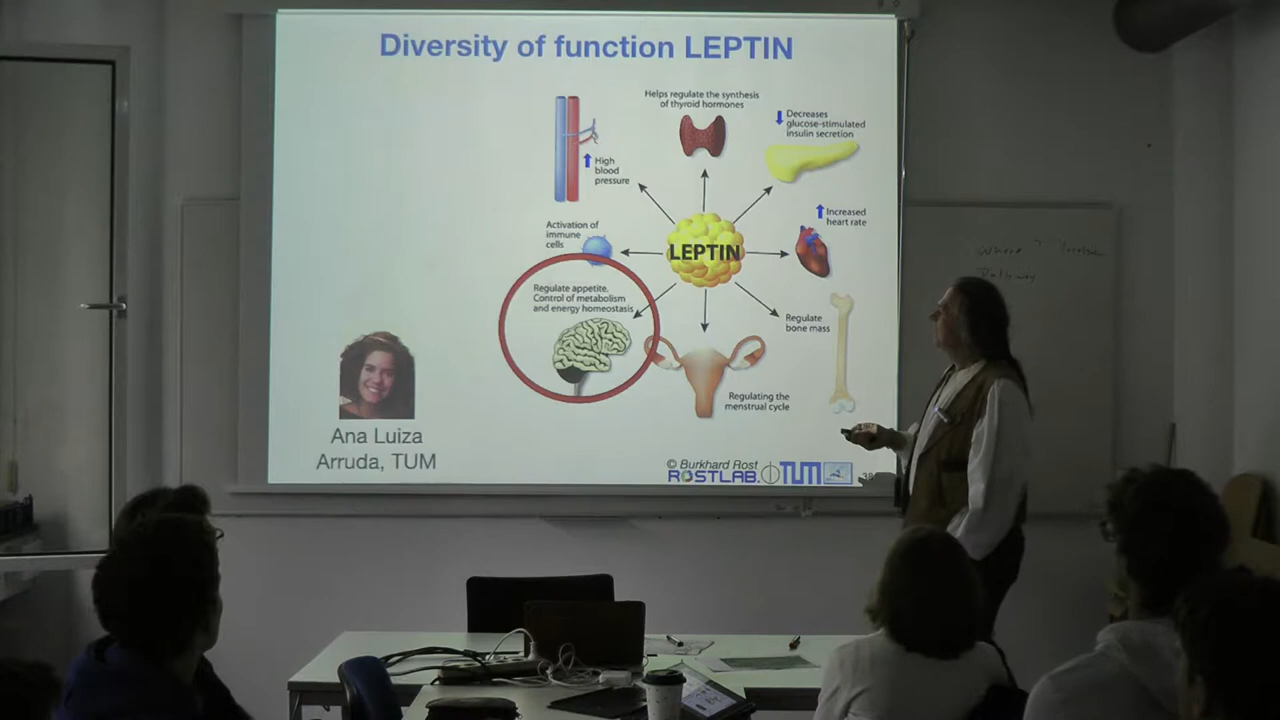 Diversity of function LEPTIN
Helps regulate the synthesis
of thyroid hormones
Decreases
glucose-stimulated
insulin secretion
High
blood
pressure
Increased
heart rate
Activation of
immune
cells
LEPTIN
Regulate appetite.
Control of metabolism
and energy homeostasis
Regulate
bone mass
Regulating the
menstrual cycle
Ana Luiza
Arruda, TUM
© Burkhard Rost
ROSTLAB. TUM
38
Where